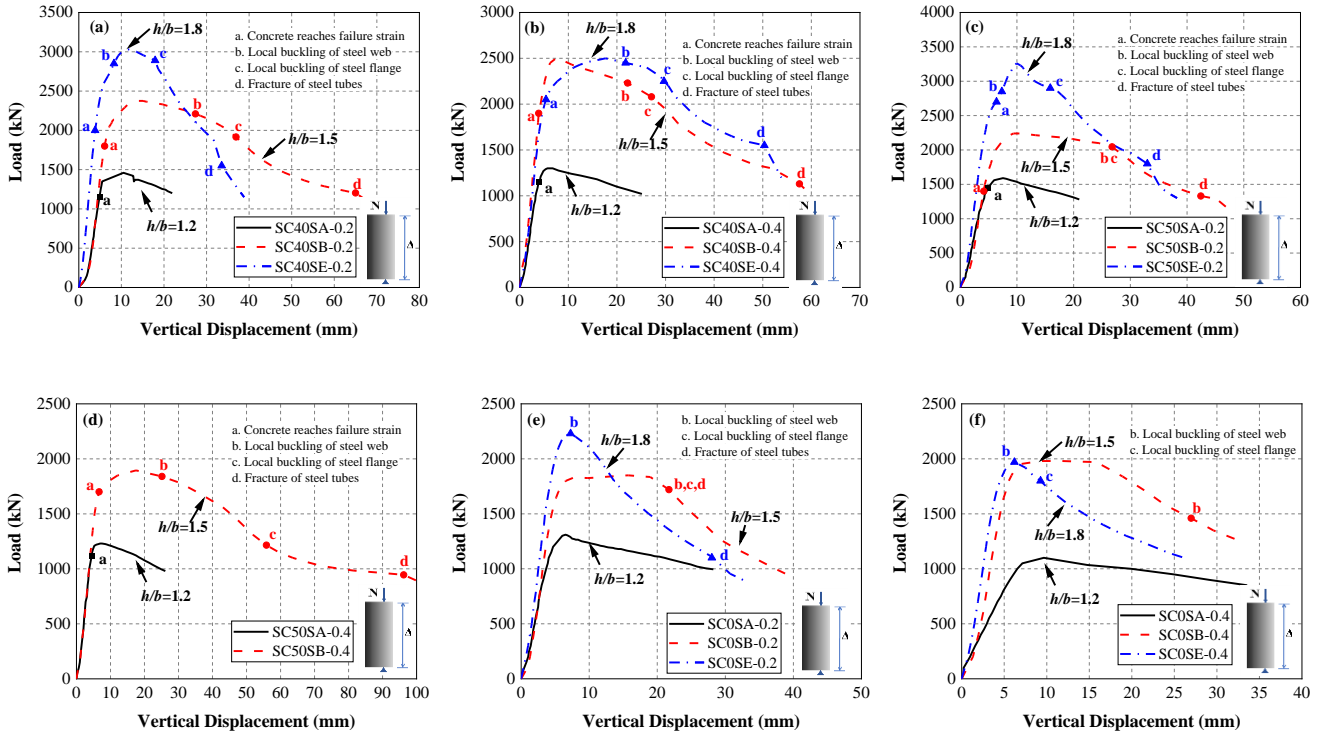 (a)
h/b=1.8
a. Concrete reaches failure strain
b. Local buckling of steel web
c. Local buckling of steel flange
d. Fracture of steel tubes
b
c
a
a
b
c
h/b=1.5
d
d
a
h/b=1.2
N
Δ
SC40SA-0.2
SC40SB-0.2
SC40SE-0.2
Load (kN)
4000
3500
3000
2500
2000
1500
1000
500
0
0 10 20 30 40 50 60 70 80
Vertical Displacement (mm)
(b)
h/b=1.8
a. Concrete reaches failure strain
b. Local buckling of steel web
c. Local buckling of steel flange
d. Fracture of steel tubes
b
c
b
c
a
a
h/b=1.5
d
d
a
h/b=1.2
N
Δ
SC40SA-0.4
SC40SB-0.4
SC40SE-0.4
Load (kN)
3000
2500
2000
1500
1000
500
0
0 10 20 30 40 50 60 70
Vertical Displacement (mm)
(c)
h/b=1.8
a. Concrete reaches failure strain
b. Local buckling of steel web
c. Local buckling of steel flange
d. Fracture of steel tubes
b
a
c
h/b=1.5
b c
d
d
a
a
h/b=1.2
N
Δ
SC50SA-0.2
SC50SB-0.2
SC50SE-0.2
Load (kN)
4000
3500
3000
2500
2000
1500
1000
500
0
0 10 20 30 40 50 60
Vertical Displacement (mm)
(d)
a. Concrete reaches failure strain
b. Local buckling of steel web
c. Local buckling of steel flange
d. Fracture of steel tubes
b
a
h/b=1.5
c
d
a
h/b=1.2
N
Δ
SC50SA-0.4
SC50SB-0.4
Load (kN)
2500
2000
1500
1000
500
0
0 10 20 30 40 50 60 70 80 90 100
Vertical Displacement (mm)
(e)
b
h/b=1.8
b. Local buckling of steel web
c. Local buckling of steel flange
d. Fracture of steel tubes
b,c,d
h/b=1.5
d
h/b=1.2
N
Δ
SC0SA-0.2
SC0SB-0.2
SC0SE-0.2
Load (kN)
2500
2000
1500
1000
500
0
0 10 20 30 40 50
Vertical Displacement (mm)
(f)
b. Local buckling of steel web
c. Local buckling of steel flange
h/b=1.5
b
c
h/b=1.8
b
h/b=1.2
N
Δ
SC0SA-0.4
SC0SB-0.4
SC0SE-0.4
Load (kN)
2500
2000
1500
1000
500
0
0 5 10 15 20 25 30 35 40
Vertical Displacement (mm)